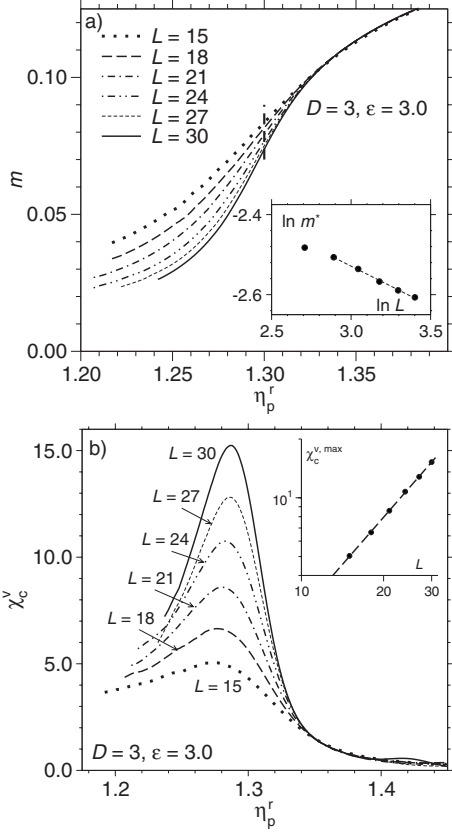 a)
L = 15
L = 18
L = 21
L = 24
L = 27
L = 30
D = 3, ε = 3.0
m
0.10
0.05
0.00
1.20
1.25
1.30
1.35
η_p^r
ln m*
-2.4
-2.6
ln L
2.5
3.0
3.5
b)
L = 30
L = 27
L = 24
L = 21
L = 18
L = 15
D = 3, ε = 3.0
χ_c^v
15.0
10.0
5.0
0.0
1.2
1.3
1.4
η_p^r
χ_c^{v, max}
10^1
L
10
20
30